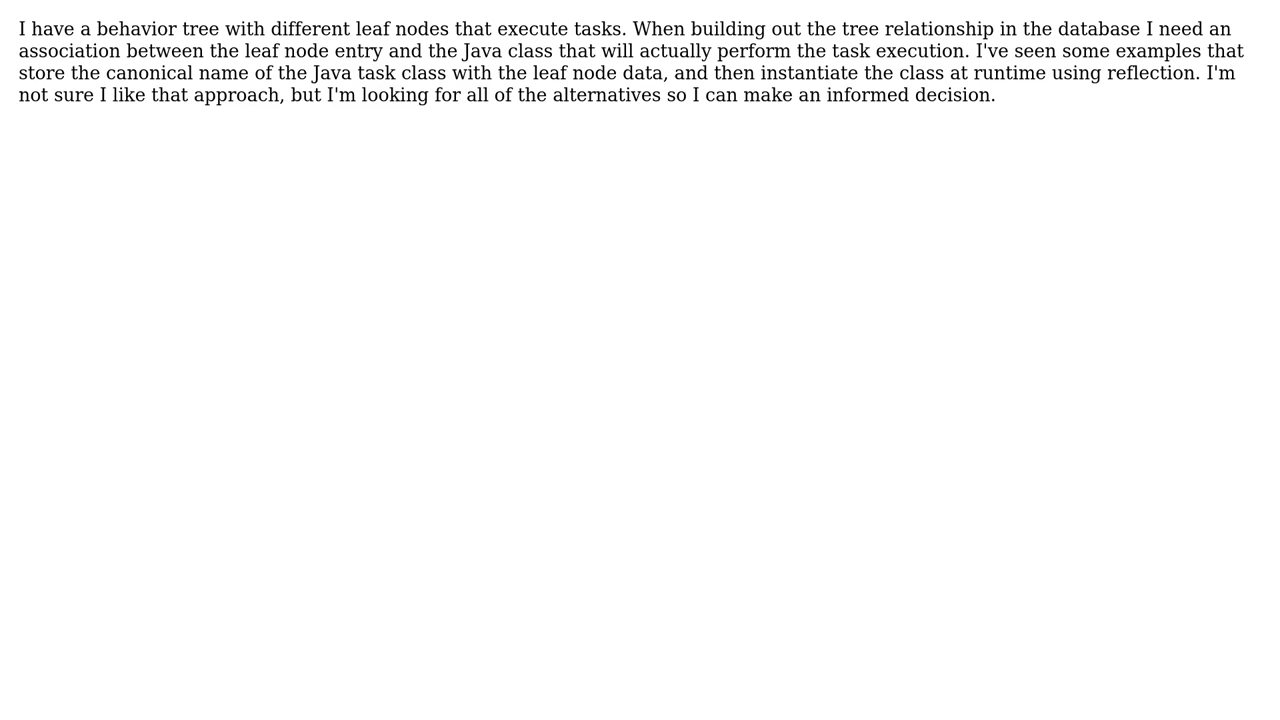 I have a behavior tree with different leaf nodes that execute tasks. When building out the tree relationship in the database I need an
association between the leaf node entry and the Java class that will actually perform the task execution. I've seen some examples that
store the canonical name of the Java task class with the leaf node data, and then instantiate the class at runtime using reflection. I'm
not sure I like that approach, but I'm looking for all of the alternatives so I can make an informed decision.